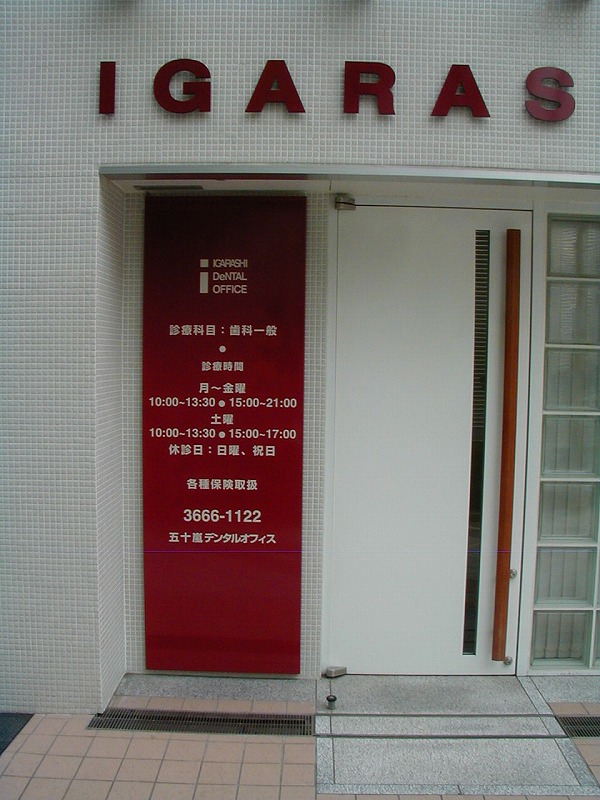 IGARAS
IGARASHI
DeNTAL
OFFICE
診療科目：歯科一般
●
診療時間
月〜金曜
10:00~13:30 ● 15:00~21:00
土曜
10:00~13:30 ● 15:00~17:00
休診日：日曜、祝日
各種保険取扱
3666-1122
五十嵐デンタルオフィス